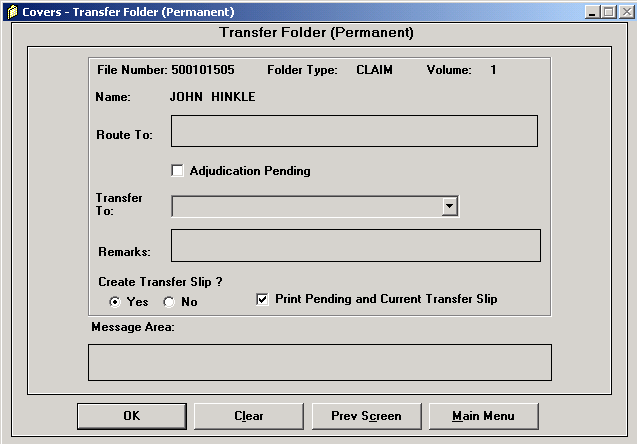 Covers - Transfer Folder (Permanent)
Transfer Folder (Permanent)
File Number: 500101505 Folder Type: CLAIM Volume: 1
Name: JOHN HINKLE
Route To:
Adjudication Pending
Transfer
To:
Remarks:
Create Transfer Slip ?
Yes No Print Pending and Current Transfer Slip
Message Area:
OK Clear Prev Screen Main Menu